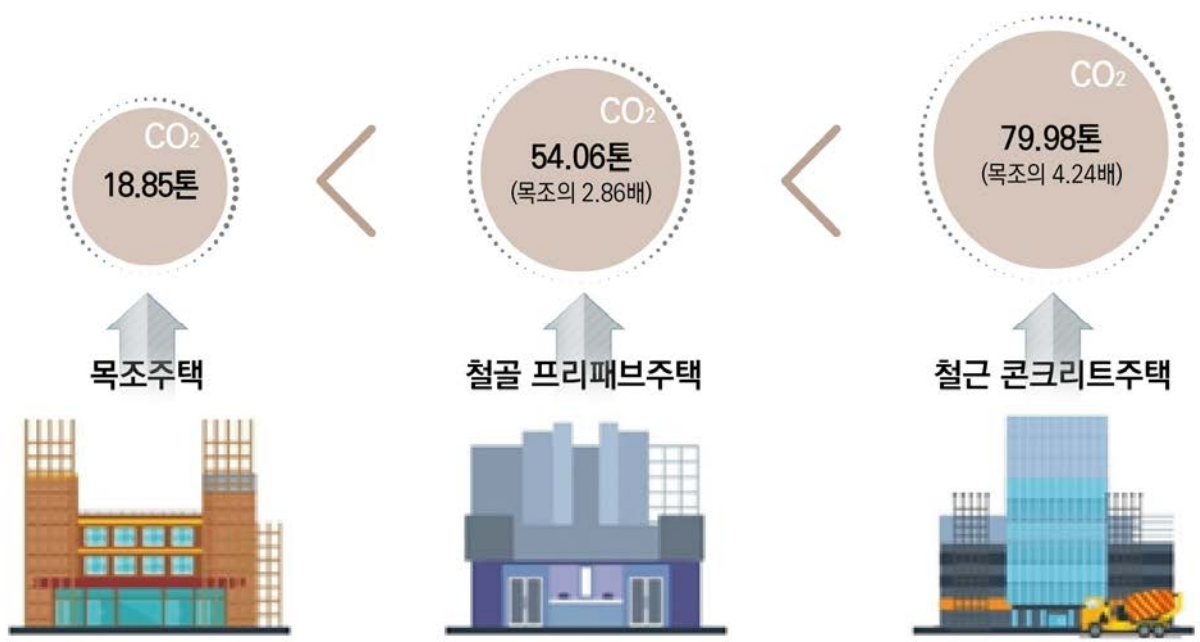 CO₂
18.85톤
CO₂
54.06톤
(목조의 2.86배)
CO₂
79.98톤
(목조의 4.24배)
목조주택
철골 프리패브주택
철근 콘크리트주택